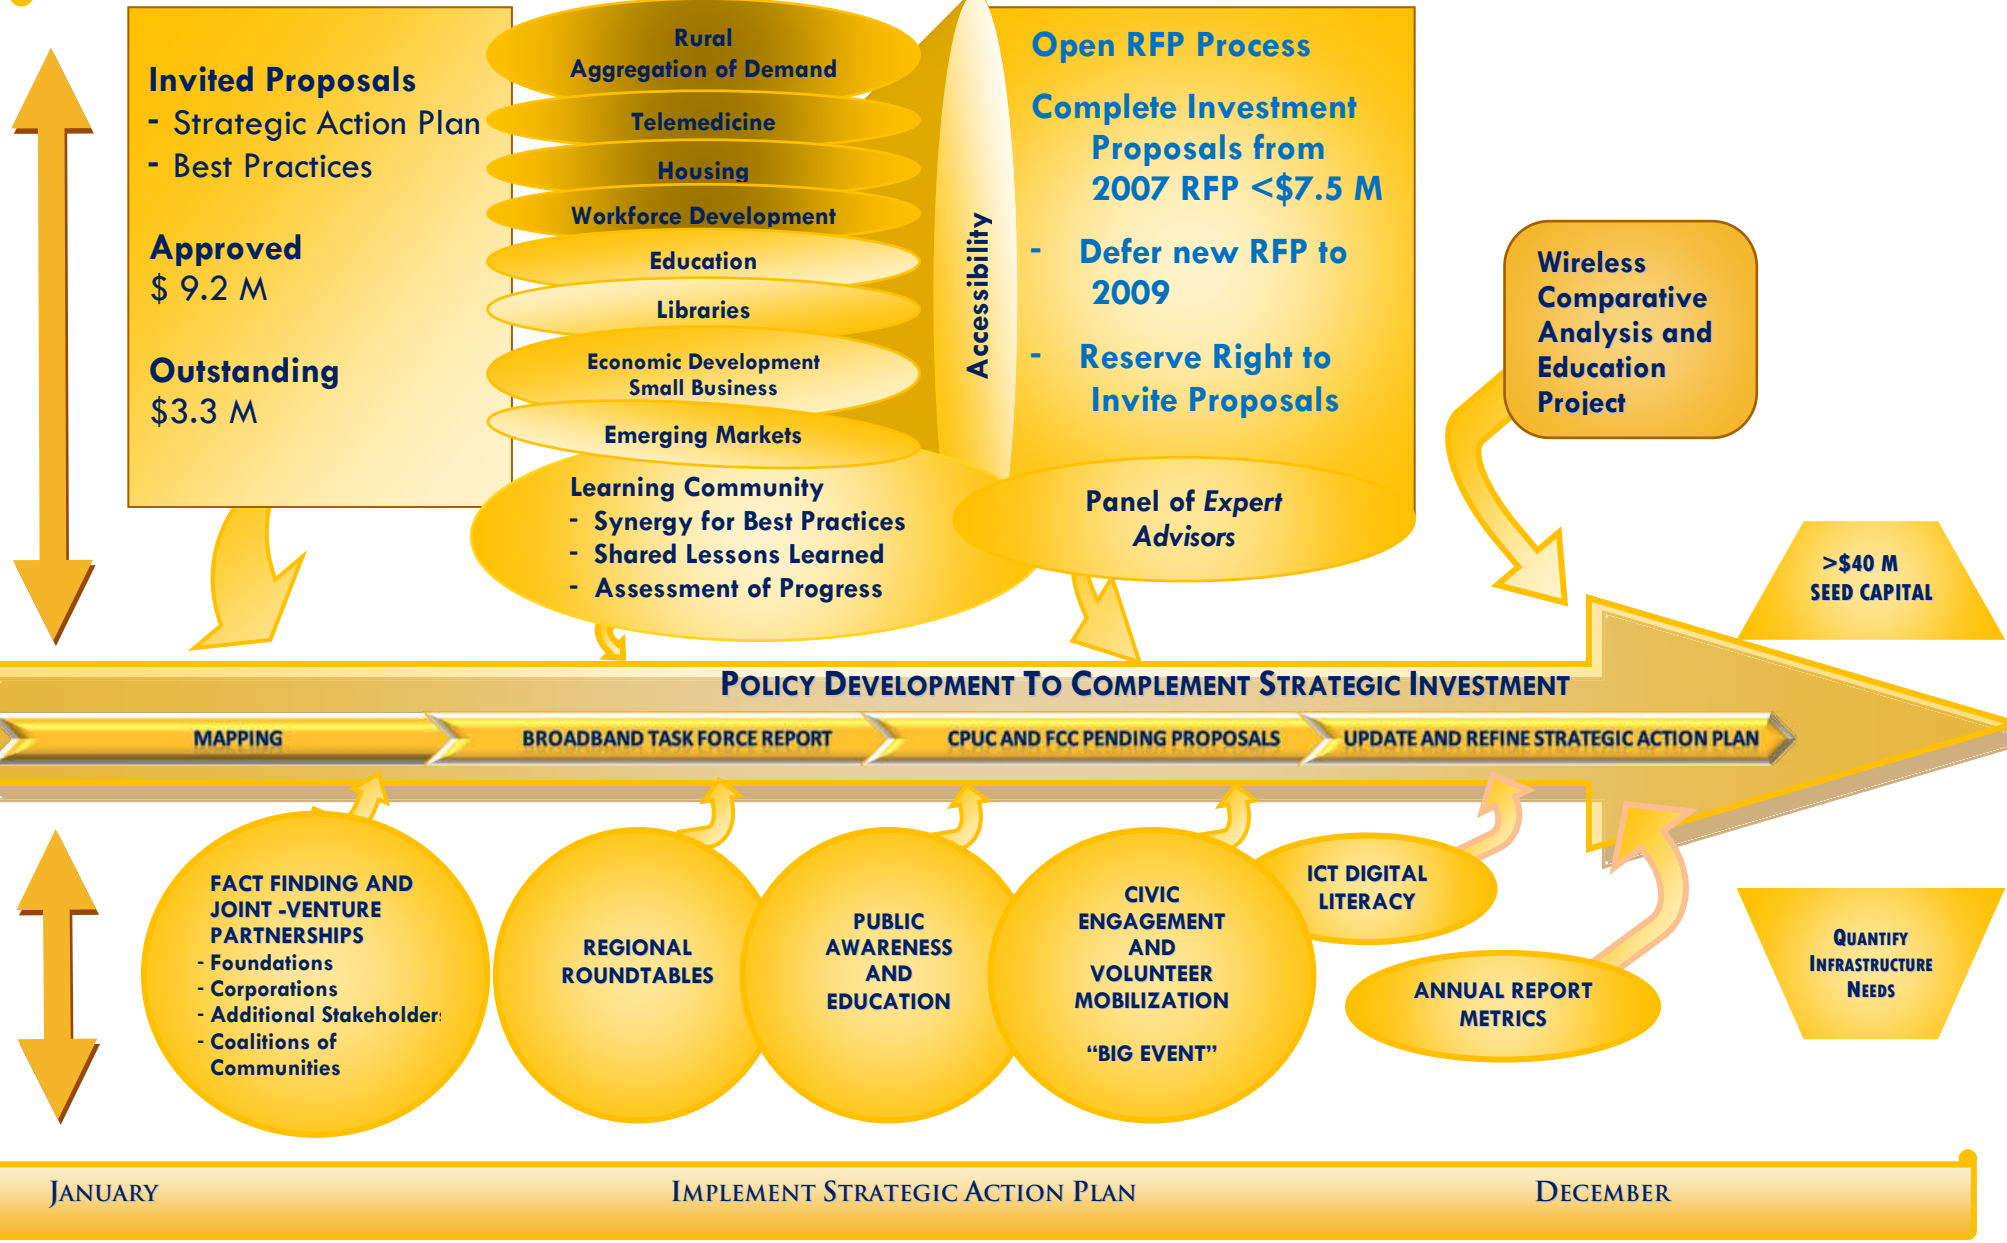 Invited Proposals
- Strategic Action Plan
- Best Practices
Approved
$ 9.2 M
Outstanding
$3.3 M
Rural
Aggregation of Demand
Telemedicine
Housing
Workforce Development
Education
Libraries
Economic Development
Small Business
Emerging Markets
Learning Community
- Synergy for Best Practices
- Shared Lessons Learned
- Assessment of Progress
Accessibility
Open RFP Process
Complete Investment
Proposals from
2007 RFP <$7.5 M
- Defer new RFP to
2009
- Reserve Right to
Invite Proposals
Panel of Expert
Advisors
Wireless
Comparative
Analysis and
Education
Project
>$40 M
SEED CAPITAL
POLICY DEVELOPMENT TO COMPLEMENT STRATEGIC INVESTMENT
MAPPING
BROADBAND TASK FORCE REPORT
CPUC AND FCC PENDING PROPOSALS
UPDATE AND REFINE STRATEGIC ACTION PLAN
FACT FINDING AND
JOINT -VENTURE
PARTNERSHIPS
- Foundations
- Corporations
- Additional Stakeholders
- Coalitions of
Communities
REGIONAL
ROUNDTABLES
PUBLIC
AWARENESS
AND
EDUCATION
CIVIC
ENGAGEMENT
AND
VOLUNTEER
MOBILIZATION
“BIG EVENT”
ICT DIGITAL
LITERACY
ANNUAL REPORT
METRICS
QUANTIFY
INFRASTRUCTURE
NEEDS
JANUARY
IMPLEMENT STRATEGIC ACTION PLAN
DECEMBER